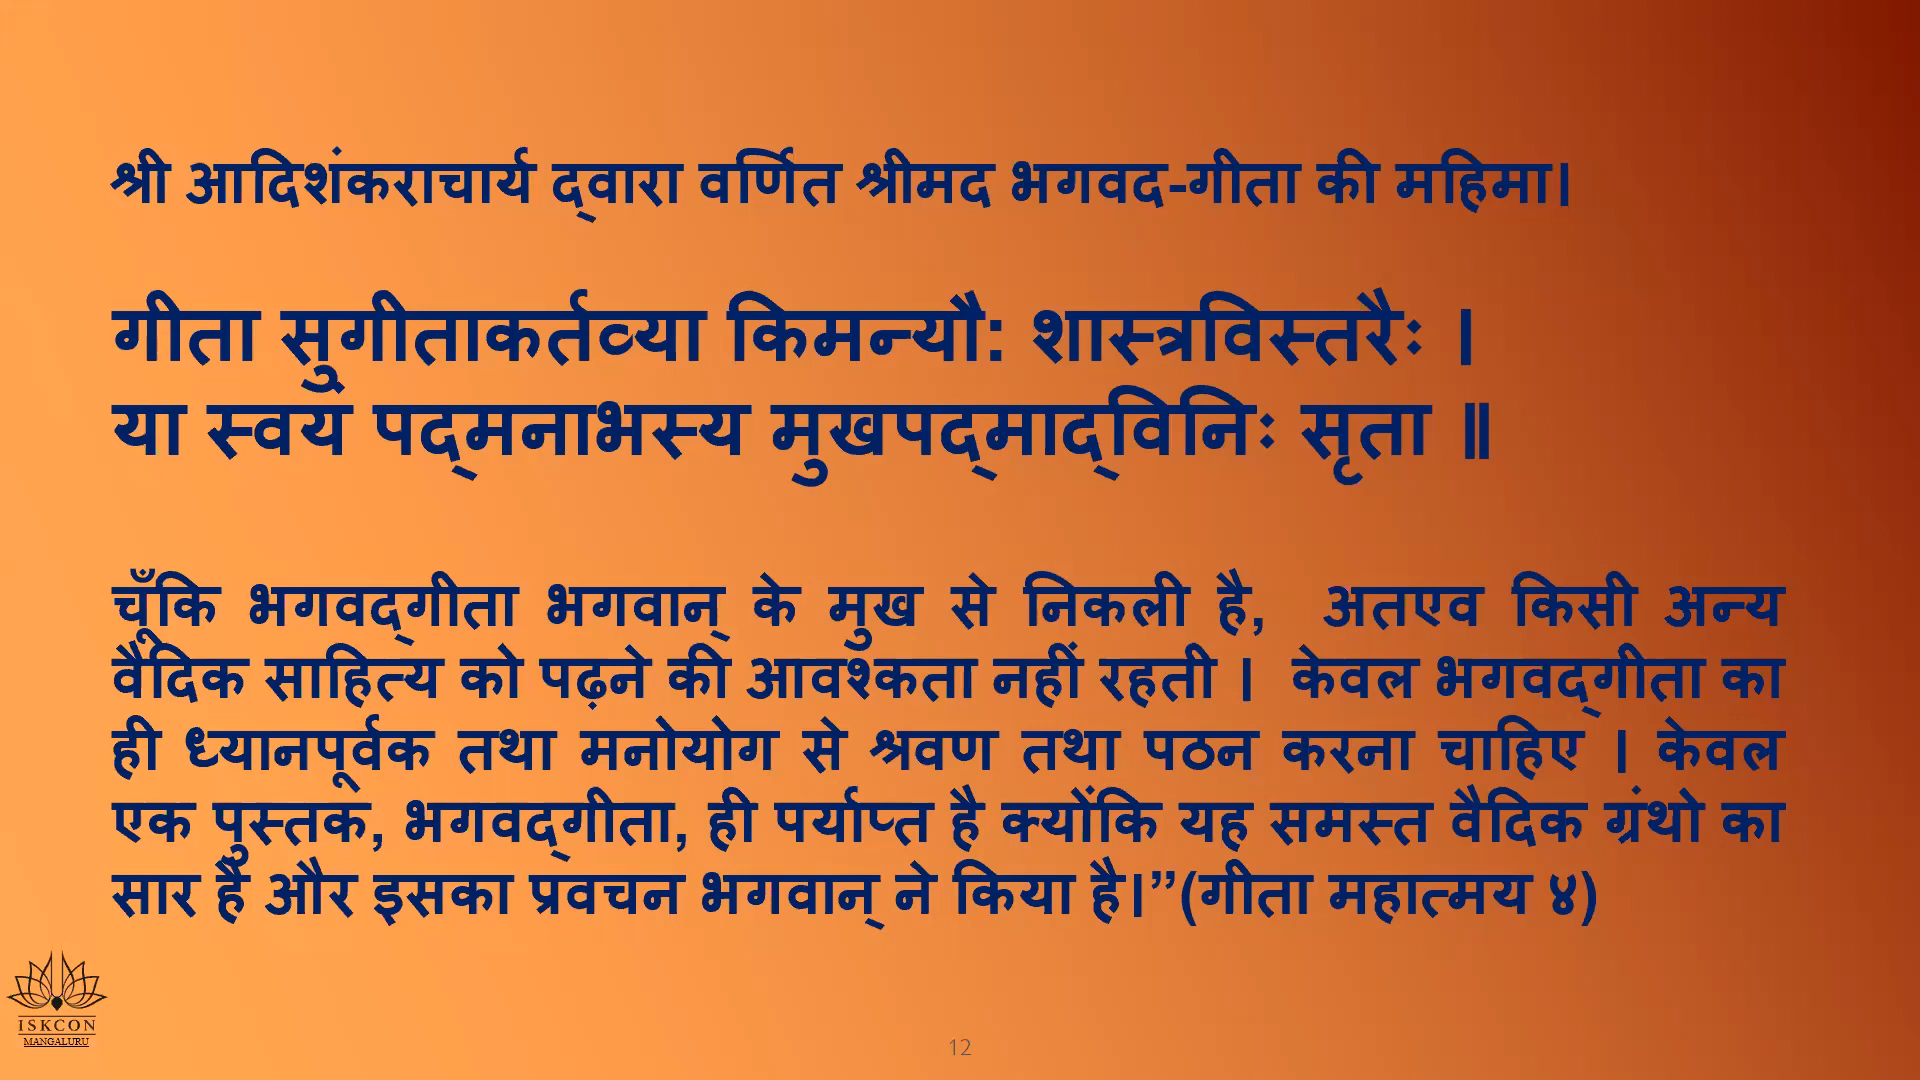 श्री आदिशंकराचार्य द्वारा वर्णित श्रीमद भगवद-गीता की महिमा।
गीता सुगीताकर्तव्या किमन्यौ: शास्त्रविस्तरैः ।
या स्वयं पद्मनाभस्य मुखपद्माद्विनिः सृता ॥
चूँकि भगवद्गीता भगवान् के मुख से निकली है, अतएव किसी अन्य
वैदिक साहित्य को पढ़ने की आवश्कता नहीं रहती । केवल भगवद्गीता का
ही ध्यानपूर्वक तथा मनोयोग से श्रवण तथा पठन करना चाहिए । केवल
एक पुस्तक, भगवद्गीता, ही पर्याप्त है क्योंकि यह समस्त वैदिक ग्रंथो का
सार है और इसका प्रवचन भगवान् ने किया है।”(गीता महात्मय ४)
ISKCON
MANGALURU
12